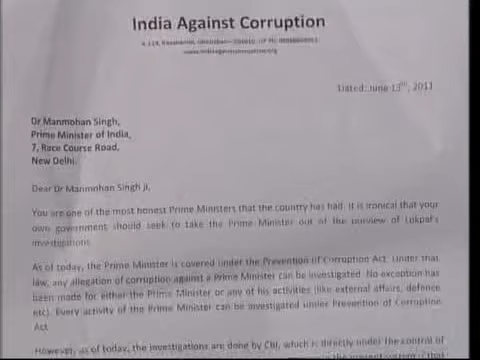 India Against Corruption
Dated: June 13th, 2011
Dr Manmohan Singh,
Prime Minister of India,
7, Race Course Road,
New Delhi.
Dear Dr Manmohan Singh ji,
You are one of the most honest Prime Ministers that the country has had. It is ironical that your
own government should seek to take the Prime Minister out of the purview of Lokpal's
investigations.
As of today, the Prime Minister is covered under the Prevention of Corruption Act. Under that
law, any allegation of corruption against a Prime Minister can be investigated. No exception has
been made for either the Prime Minister or any of his activities (like external affairs, defence
etc). Every activity of the Prime Minister can be investigated under Prevention of Corruption
Act.
However, as of today, the investigations are done by CBI, which is directly under the control of